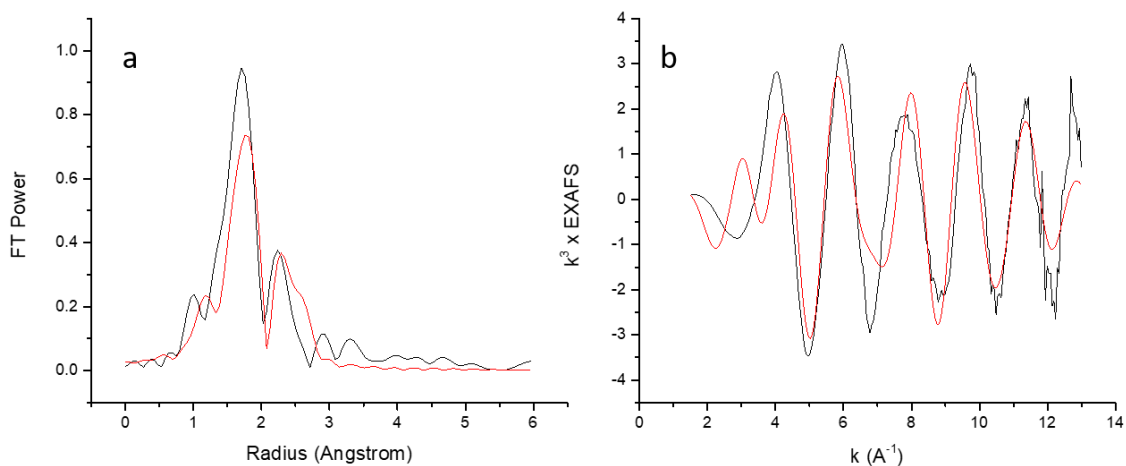 a
FT Power
1.0
0.8
0.6
0.4
0.2
0.0
0 1 2 3 4 5 6
Radius (Angstrom)
b
k³ x EXAFS
4
3
2
1
0
-1
-2
-3
-4
2 4 6 8 10 12 14
k (A⁻¹)